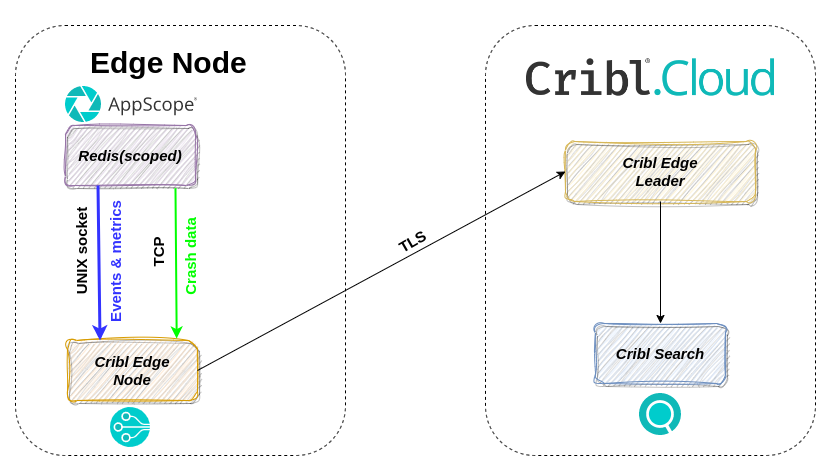 Edge Node
AppScope
Redis(scoped)
UNIX socket
Events & metrics
TCP
Crash data
Cribl Edge
Node
TLS
Cribl.Cloud
Cribl Edge
Leader
Cribl Search